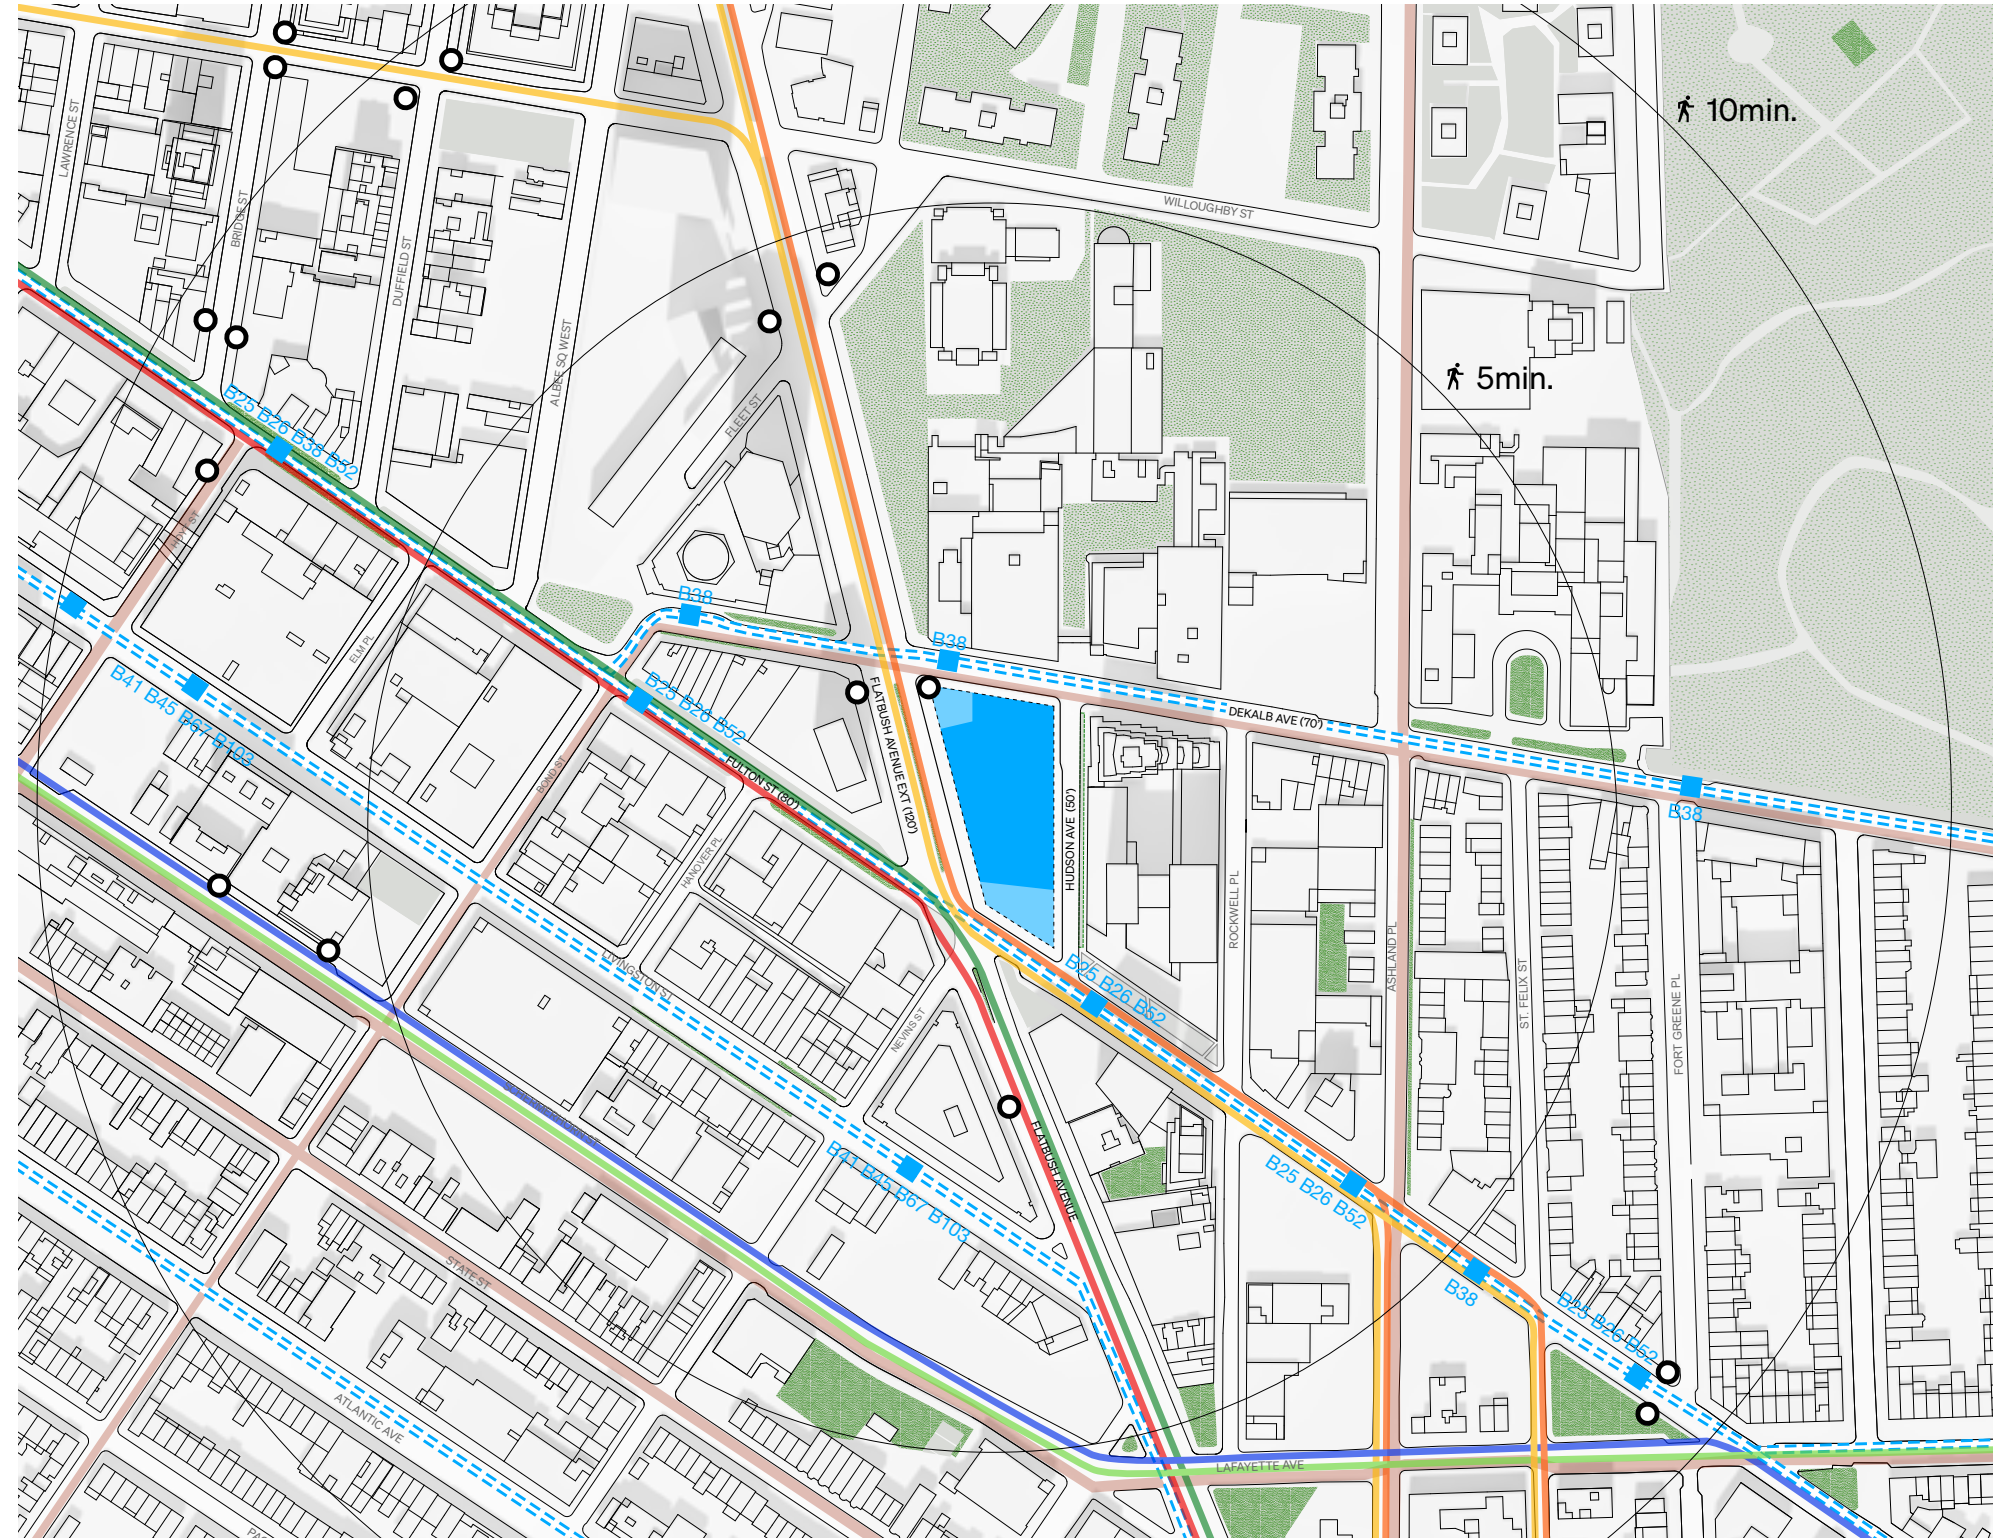 10min.
LAWRENCE ST
BRIDGE ST
WILLOUGHBY ST
DUFFIELD ST
ALBEE SQ WEST
5min.
FLEET ST
B25 B26 B38 B52
HOYT ST
B38
B38
ELM PL
B41 B45 B67 B103
B25 B26 B52
FLATBUSH AVENUE EXT (120')
DEKALB AVE (70')
BOND ST
FULTON ST (80')
HUDSON AVE (50')
B38
HANOVER PL
ROCKWELL PL
ASHLAND PL
ST. FELIX ST
FORT GREENE PL
LIVINGSTON ST
B25 B26 B52
NEVINS ST
B41 B45 B67 B103
FLATBUSH AVENUE
B25 B26 B52
STATE ST
B38
B25 B26 B52
ATLANTIC AVE
LAFAYETTE AVE